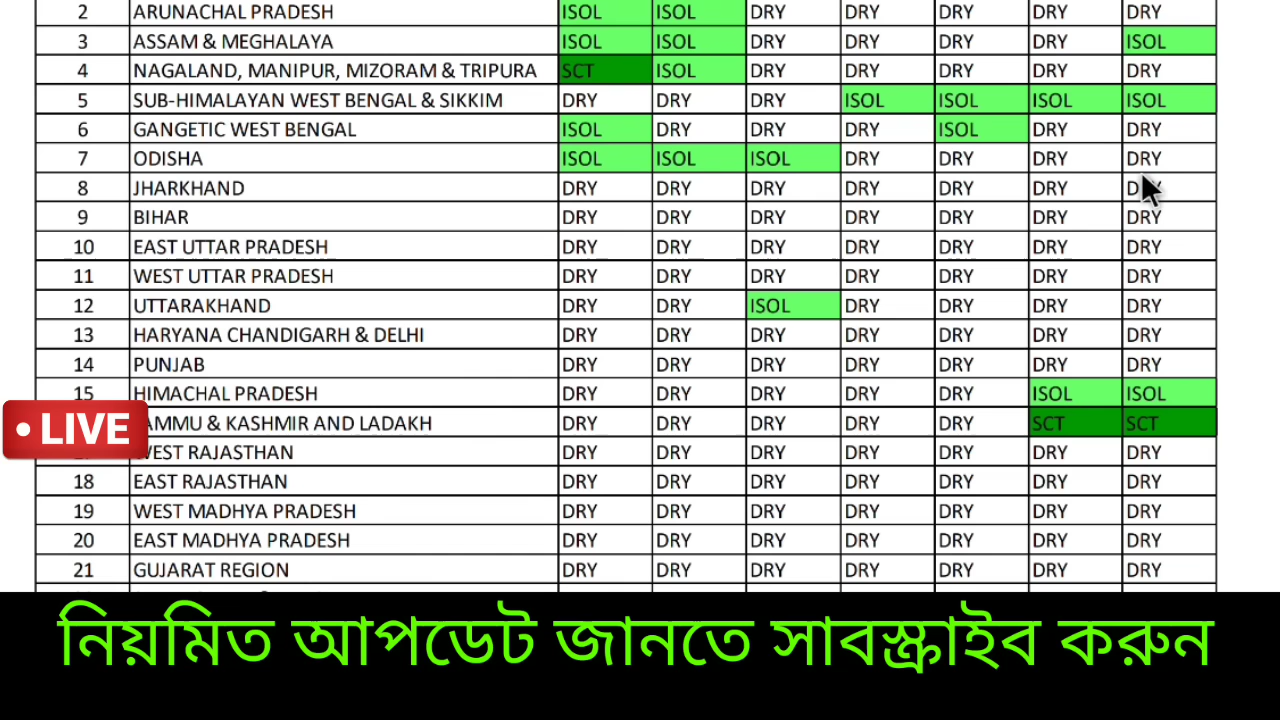 2 ARUNACHAL PRADESH ISOL ISOL DRY DRY DRY DRY DRY
3 ASSAM & MEGHALAYA ISOL ISOL DRY DRY DRY DRY ISOL
4 NAGALAND, MANIPUR, MIZORAM & TRIPURA SCT ISOL DRY DRY DRY DRY DRY
5 SUB-HIMALAYAN WEST BENGAL & SIKKIM DRY DRY DRY ISOL ISOL ISOL ISOL
6 GANGETIC WEST BENGAL ISOL DRY DRY DRY ISOL DRY DRY
7 ODISHA ISOL ISOL ISOL DRY DRY DRY DRY
8 JHARKHAND DRY DRY DRY DRY DRY DRY
9 BIHAR DRY DRY DRY DRY DRY DRY DRY
10 EAST UTTAR PRADESH DRY DRY DRY DRY DRY DRY DRY
11 WEST UTTAR PRADESH DRY DRY DRY DRY DRY DRY DRY
12 UTTARAKHAND DRY DRY ISOL DRY DRY DRY DRY
13 HARYANA CHANDIGARH & DELHI DRY DRY DRY DRY DRY DRY DRY
14 PUNJAB DRY DRY DRY DRY DRY DRY DRY
15 HIMACHAL PRADESH DRY DRY DRY DRY DRY ISOL ISOL
& KASHMIR AND LADAKH DRY DRY DRY DRY DRY SCT SCT
• LIVE
WEST RAJASTHAN DRY DRY DRY DRY DRY DRY DRY
18 EAST RAJASTHAN DRY DRY DRY DRY DRY DRY DRY
19 WEST MADHYA PRADESH DRY DRY DRY DRY DRY DRY DRY
20 EAST MADHYA PRADESH DRY DRY DRY DRY DRY DRY DRY
21 GUJARAT REGION DRY DRY DRY DRY DRY DRY DRY
নিয়মিত আপডেট জানতে সাবস্ক্রাইব করুন